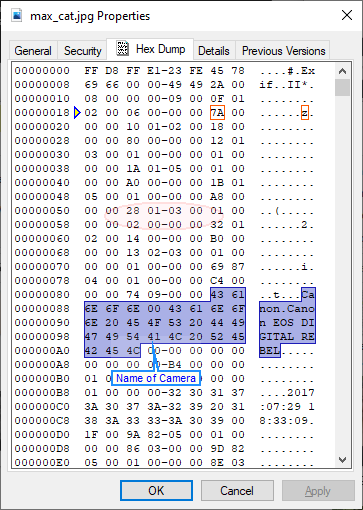 max_cat.jpg Properties
General Security Hex Dump Details Previous Versions
00000000 FF D8 FF E1-23 FE 45 78 ....#.Ex
00000008 69 66 00 00-49 49 2A 00 if..II*.
00000010 08 00 00 00-09 00 0F 01 ........
00000018 02 00 06 00-00 00 7A 00 ......z.
00000020 00 00 10 01-02 00 18 00 ........
00000028 00 00 80 00-00 00 12 01 ........
00000030 03 00 01 00-00 00 01 00 ........
00000038 00 00 1A 01-05 00 01 00 ........
00000040 00 00 A0 00-00 00 1B 01 ........
00000048 05 00 01 00-00 00 A8 00 ........
00000050 00 00 28 01-03 00 01 00 ..(.....
00000058 00 00 02 00-00 00 32 01 ......2.
00000060 02 00 14 00-00 00 B0 00 ........
00000068 00 00 13 02-03 00 01 00 ........
00000070 00 00 01 00-00 00 69 87 ......i.
00000078 04 00 01 00-00 00 C4 00 ........
00000080 00 00 74 09-00 00 43 61 ..t...Ca
00000088 6E 6F 6E 00 43 61 6E 6F non.Cano
00000090 6E 20 45 4F 53 20 44 49 n EOS DI
00000098 47 49 54 41 4C 20 52 45 GITAL RE
000000A0 42 45 4C 00-00 00 00 00 BEL.....
000000A8 00 00 00 00-B4 00 00 00 ........
000000B0 01 00 00 ........
Name of Camera
000000B8 01 00 00 00-32 30 31 37 ....2017
000000C0 3A 30 37 3A-32 39 20 31 :07:29 1
000000C8 38 3A 33 33-3A 30 39 00 8:33:09.
000000D0 1F 00 9A 82-05 00 01 00 ........
000000D8 00 00 86 03-00 00 9D 82 ........
000000E0 05 00 01 00-00 00 8E 03 ........
OK Cancel Apply